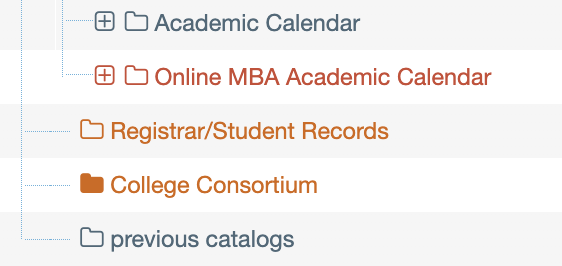 Academic Calendar
Online MBA Academic Calendar
Registrar/Student Records
College Consortium
previous catalogs